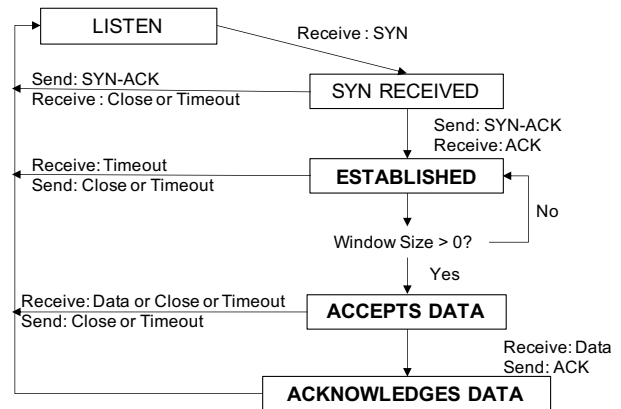 LISTEN
Receive : SYN
Send: SYN-ACK
Receive : Close or Timeout
SYN RECEIVED
Send: SYN-ACK
Receive: ACK
Receive: Timeout
Send: Close or Timeout
ESTABLISHED
No
Window Size > 0?
Yes
Receive: Data or Close or Timeout
Send: Close or Timeout
ACCEPTS DATA
Receive: Data
Send: ACK
ACKNOWLEDGES DATA